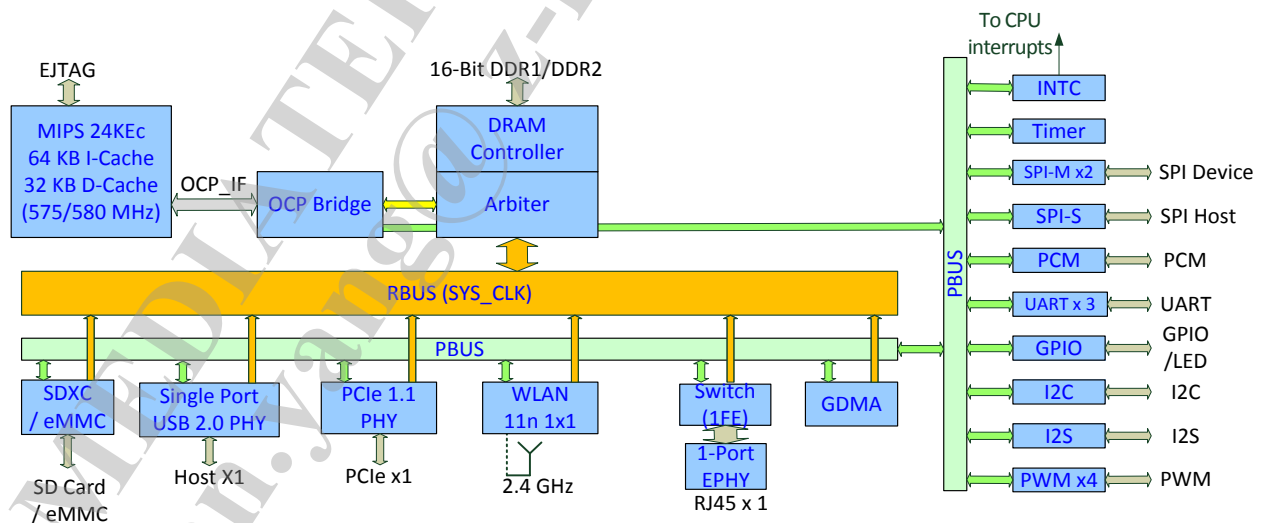 To CPU
interrupts
EJTAG
16-Bit DDR1/DDR2
MIPS 24KEc
64 KB I-Cache
32 KB D-Cache
(575/580 MHz)
OCP_IF
OCP Bridge
DRAM
Controller
Arbiter
RBUS (SYS_CLK)
PBUS
SDXC
/ eMMC
Single Port
USB 2.0 PHY
PCIe 1.1
PHY
WLAN
11n 1x1
Switch
(1FE)
GDMA
1-Port
EPHY
SD Card
/ eMMC
Host X1
PCIe x1
2.4 GHz
RJ45 x 1
PBUS
INTC
Timer
SPI-M x2
SPI Device
SPI-S
SPI Host
PCM
PCM
UART x 3
UART
GPIO
GPIO
/LED
I2C
I2C
I2S
I2S
PWM x4
PWM